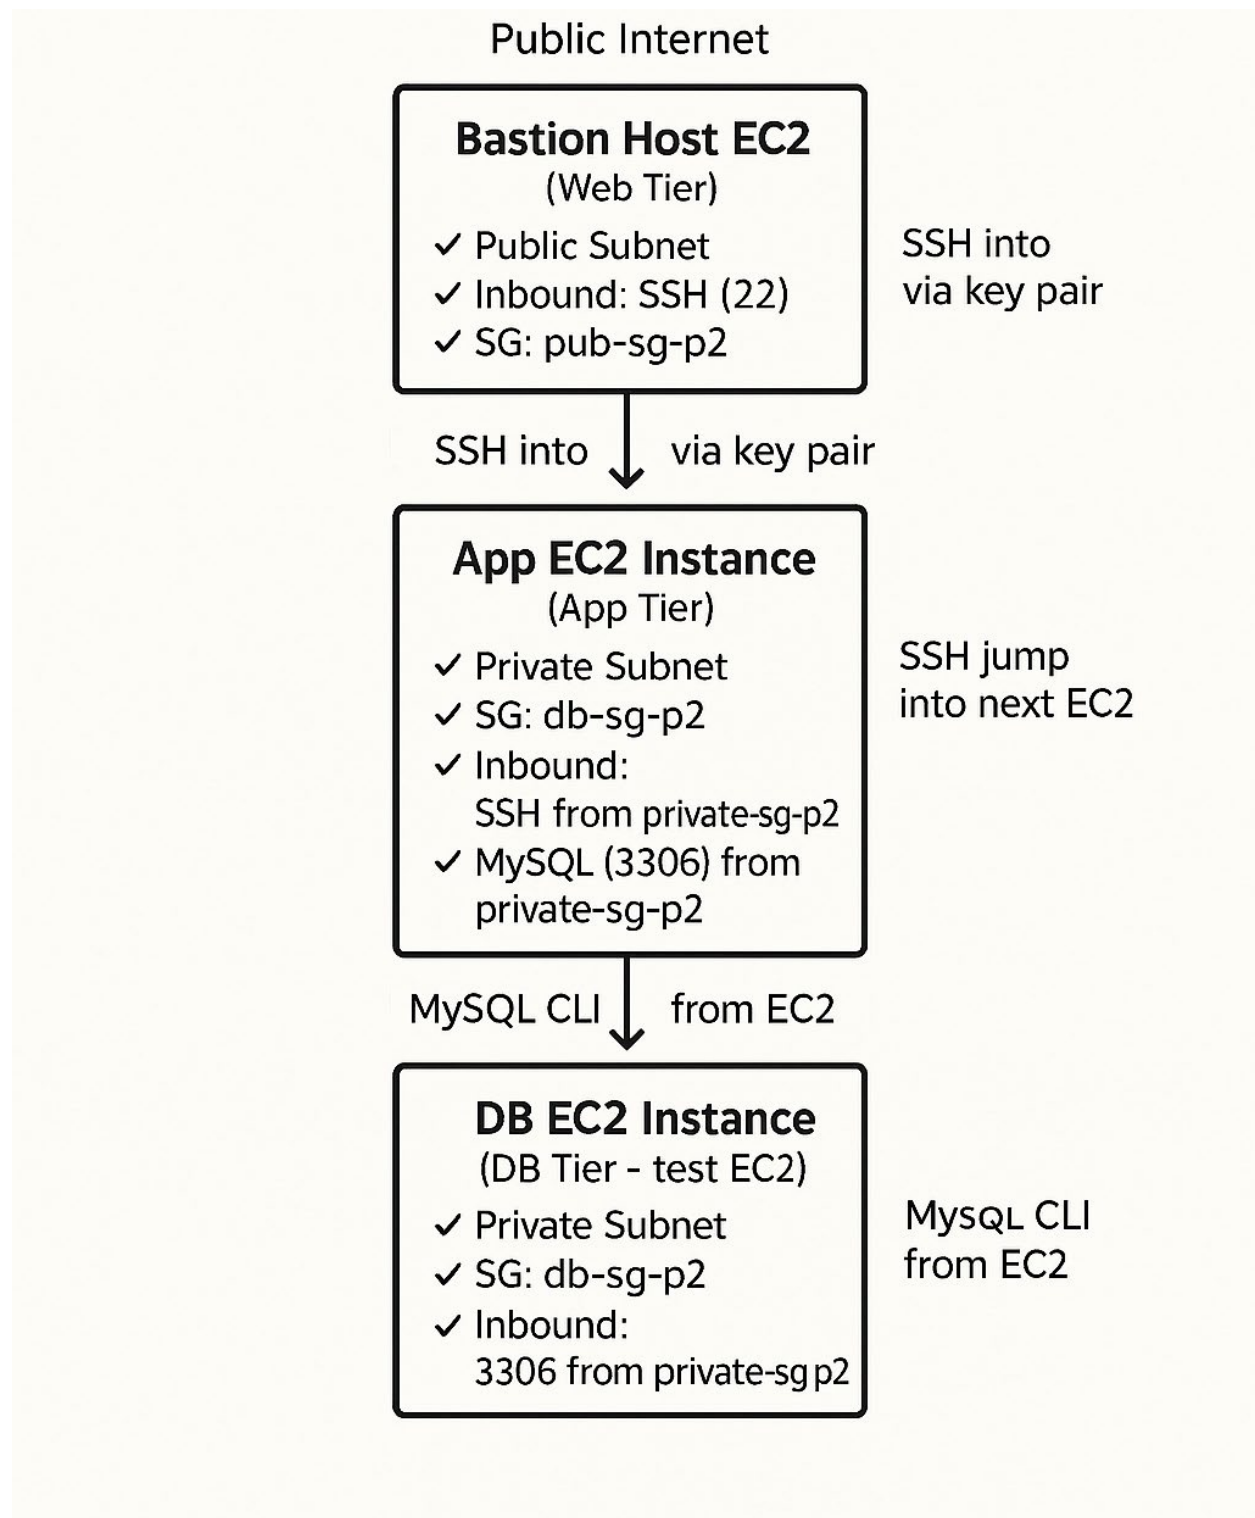 Public Internet
Bastion Host EC2
(Web Tier)
✓ Public Subnet
✓ Inbound: SSH (22)
✓ SG: pub-sg-p2
SSH into
via key pair
SSH into via key pair
App EC2 Instance
(App Tier)
✓ Private Subnet
✓ SG: db-sg-p2
✓ Inbound:
SSH from private-sg-p2
✓ MySQL (3306) from
private-sg-p2
SSH jump
into next EC2
MySQL CLI from EC2
DB EC2 Instance
(DB Tier - test EC2)
✓ Private Subnet
✓ SG: db-sg-p2
✓ Inbound:
3306 from private-sg p2
MysQL CLI
from EC2